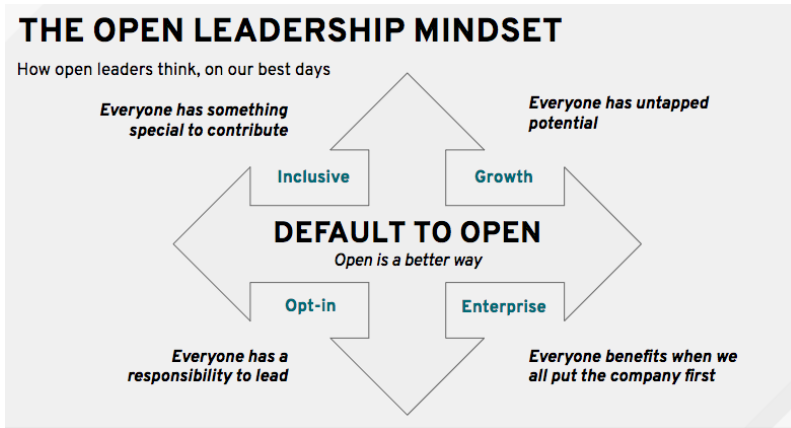 THE OPEN LEADERSHIP MINDSET
How open leaders think, on our best days
Everyone has something
special to contribute
Everyone has untapped
potential
Inclusive
Growth
DEFAULT TO OPEN
Open is a better way
Opt-in
Enterprise
Everyone has a
responsibility to lead
Everyone benefits when we
all put the company first